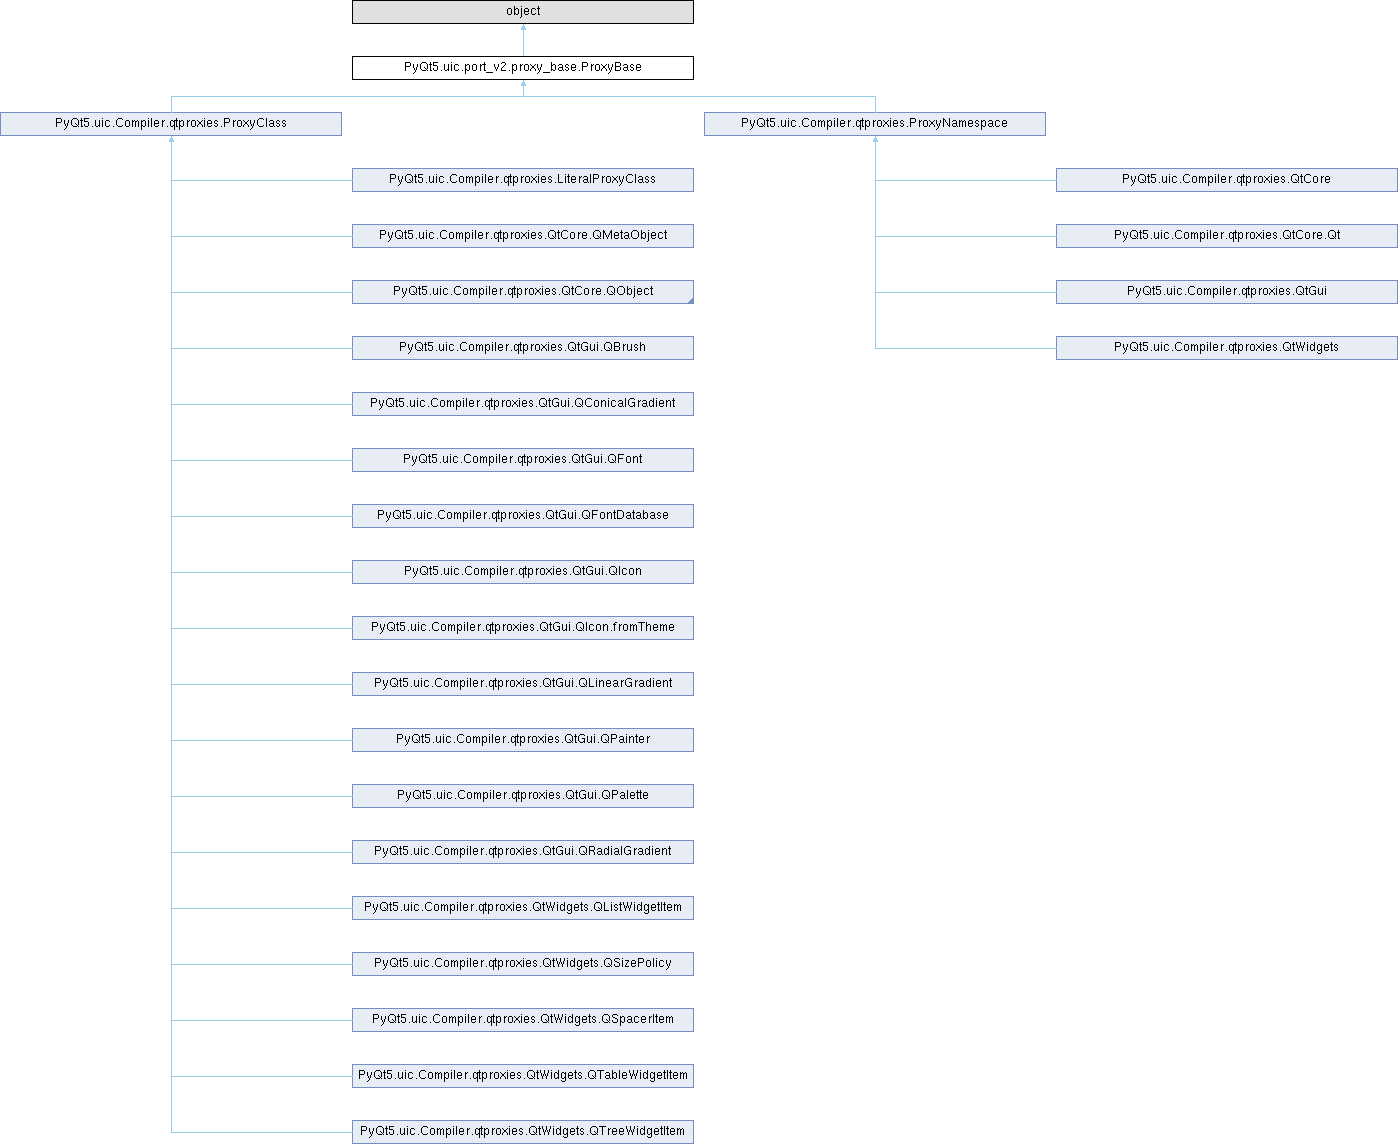 object
PyQt5.uic.port_v2.proxy_base.ProxyBase
PyQt5.uic.Compiler.qtproxies.ProxyClass
PyQt5.uic.Compiler.qtproxies.ProxyNamespace
PyQt5.uic.Compiler.qtproxies.LiteralProxyClass
PyQt5.uic.Compiler.qtproxies.QtCore
PyQt5.uic.Compiler.qtproxies.QtCore.QMetaObject
PyQt5.uic.Compiler.qtproxies.QtCore.Qt
PyQt5.uic.Compiler.qtproxies.QtCore.QObject
PyQt5.uic.Compiler.qtproxies.QtGui
PyQt5.uic.Compiler.qtproxies.QtGui.QBrush
PyQt5.uic.Compiler.qtproxies.QtWidgets
PyQt5.uic.Compiler.qtproxies.QtGui.QConicalGradient
PyQt5.uic.Compiler.qtproxies.QtGui.QFont
PyQt5.uic.Compiler.qtproxies.QtGui.QFontDatabase
PyQt5.uic.Compiler.qtproxies.QtGui.QIcon
PyQt5.uic.Compiler.qtproxies.QtGui.QIcon.fromTheme
PyQt5.uic.Compiler.qtproxies.QtGui.QLinearGradient
PyQt5.uic.Compiler.qtproxies.QtGui.QPainter
PyQt5.uic.Compiler.qtproxies.QtGui.QPalette
PyQt5.uic.Compiler.qtproxies.QtGui.QRadialGradient
PyQt5.uic.Compiler.qtproxies.QtWidgets.QListWidgetItem
PyQt5.uic.Compiler.qtproxies.QtWidgets.QSizePolicy
PyQt5.uic.Compiler.qtproxies.QtWidgets.QSpacerItem
PyQt5.uic.Compiler.qtproxies.QtWidgets.QTableWidgetItem
PyQt5.uic.Compiler.qtproxies.QtWidgets.QTreeWidgetItem